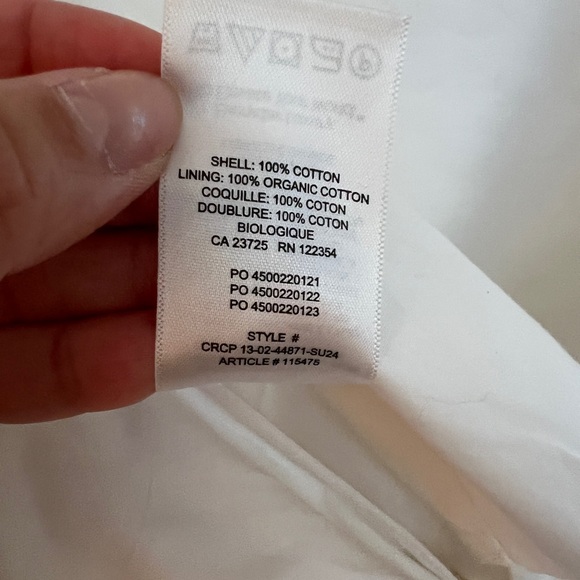 SHELL: 100% COTTON
LINING: 100% ORGANIC COTTON
COQUILLE: 100% COTON
DOUBLURE: 100% COTON
BIOLOGIQUE
CA 23725 RN 122354
PO 4500220121
PO 4500220122
PO 4500220123
STYLE #
CRCP 13-02-44871-SU24
ARTICLE # 115475